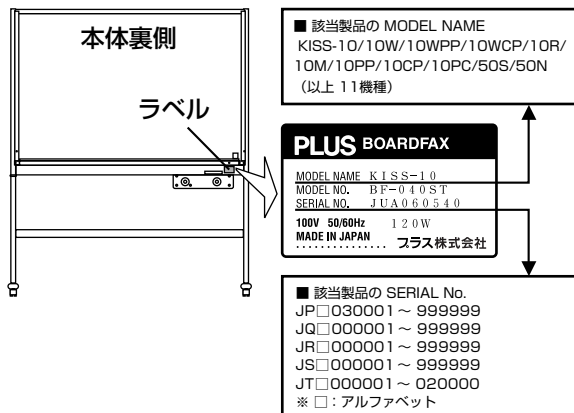 本体裏側
ラベル
■ 該当製品の MODEL NAME
KISS-10/10W/10WPP/10WCP/10R/
10M/10PP/10CP/10PC/50S/50N
（以上 11機種）
PLUS BOARDFAX
MODEL NAME KISS-10
MODEL NO. BF-040ST
SERIAL NO. JUA060540
100V 50/60Hz 120W
MADE IN JAPAN
............... プラス株式会社
■ 該当製品の SERIAL No.
JP□030001～ 999999
JQ□000001～ 999999
JR□000001～ 999999
JS□000001～ 999999
JT□000001～ 020000
※ □：アルファベット